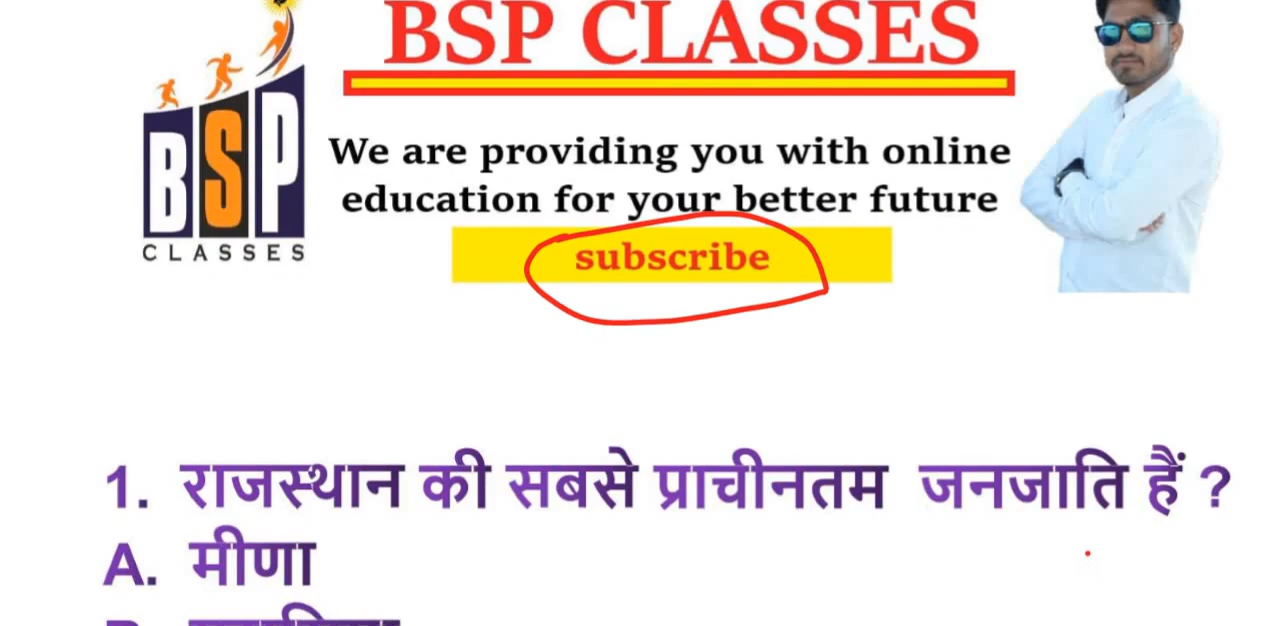 BSP CLASSES
BSP
CLASSES
We are providing you with online
education for your better future
subscribe
1. राजस्थान की सबसे प्राचीनतम जनजाति हैं ?
A. मीणा